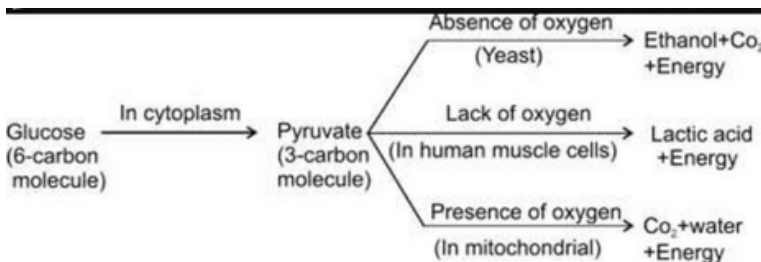 Absence of oxygen
(Yeast)
Ethanol+Co₂
+Energy
In cytoplasm
Glucose
(6-carbon
molecule)
Pyruvate
(3-carbon
molecule)
Lack of oxygen
(In human muscle cells)
Lactic acid
+Energy
Presence of oxygen
(In mitochondrial)
Co₂+water
+Energy